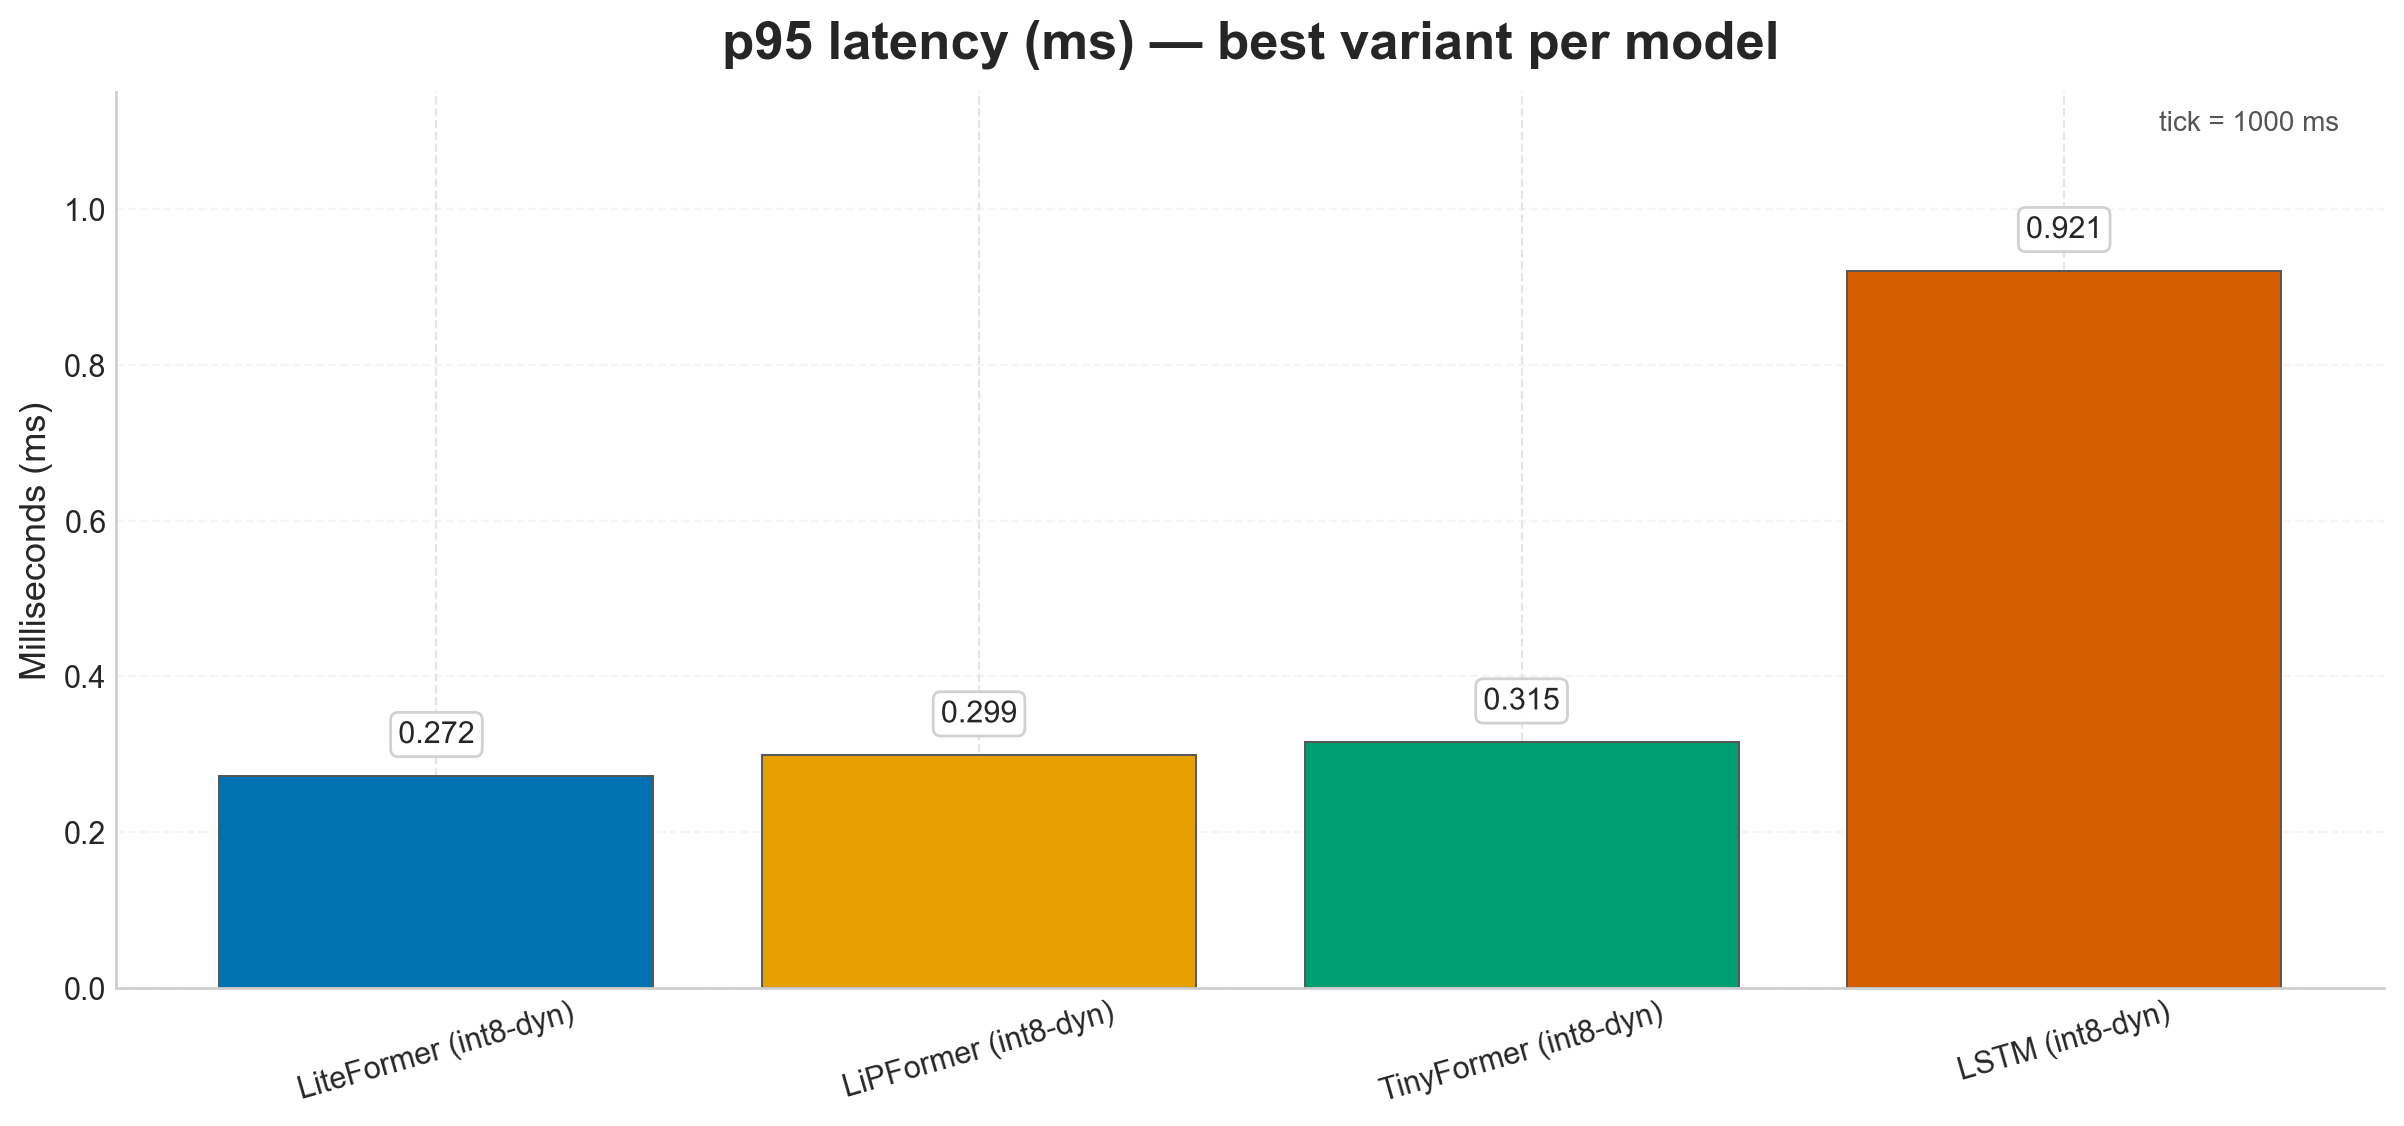 p95 latency (ms) — best variant per model
tick = 1000 ms
Milliseconds (ms)
1.0
0.8
0.6
0.4
0.2
0.0
0.272
0.299
0.315
0.921
LiteFormer (int8-dyn)
LiPFormer (int8-dyn)
TinyFormer (int8-dyn)
LSTM (int8-dyn)